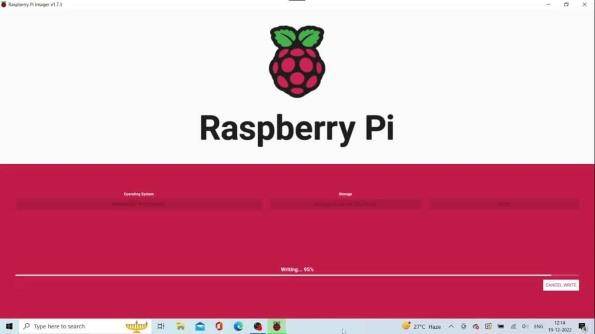 Raspberry Pi Imager v1.7.3
Raspberry Pi
Operating System
Storage
Writing... 95%
CANCEL WRITE
Type here to search
27°C Haze
ENG
12:14
19-12-2022